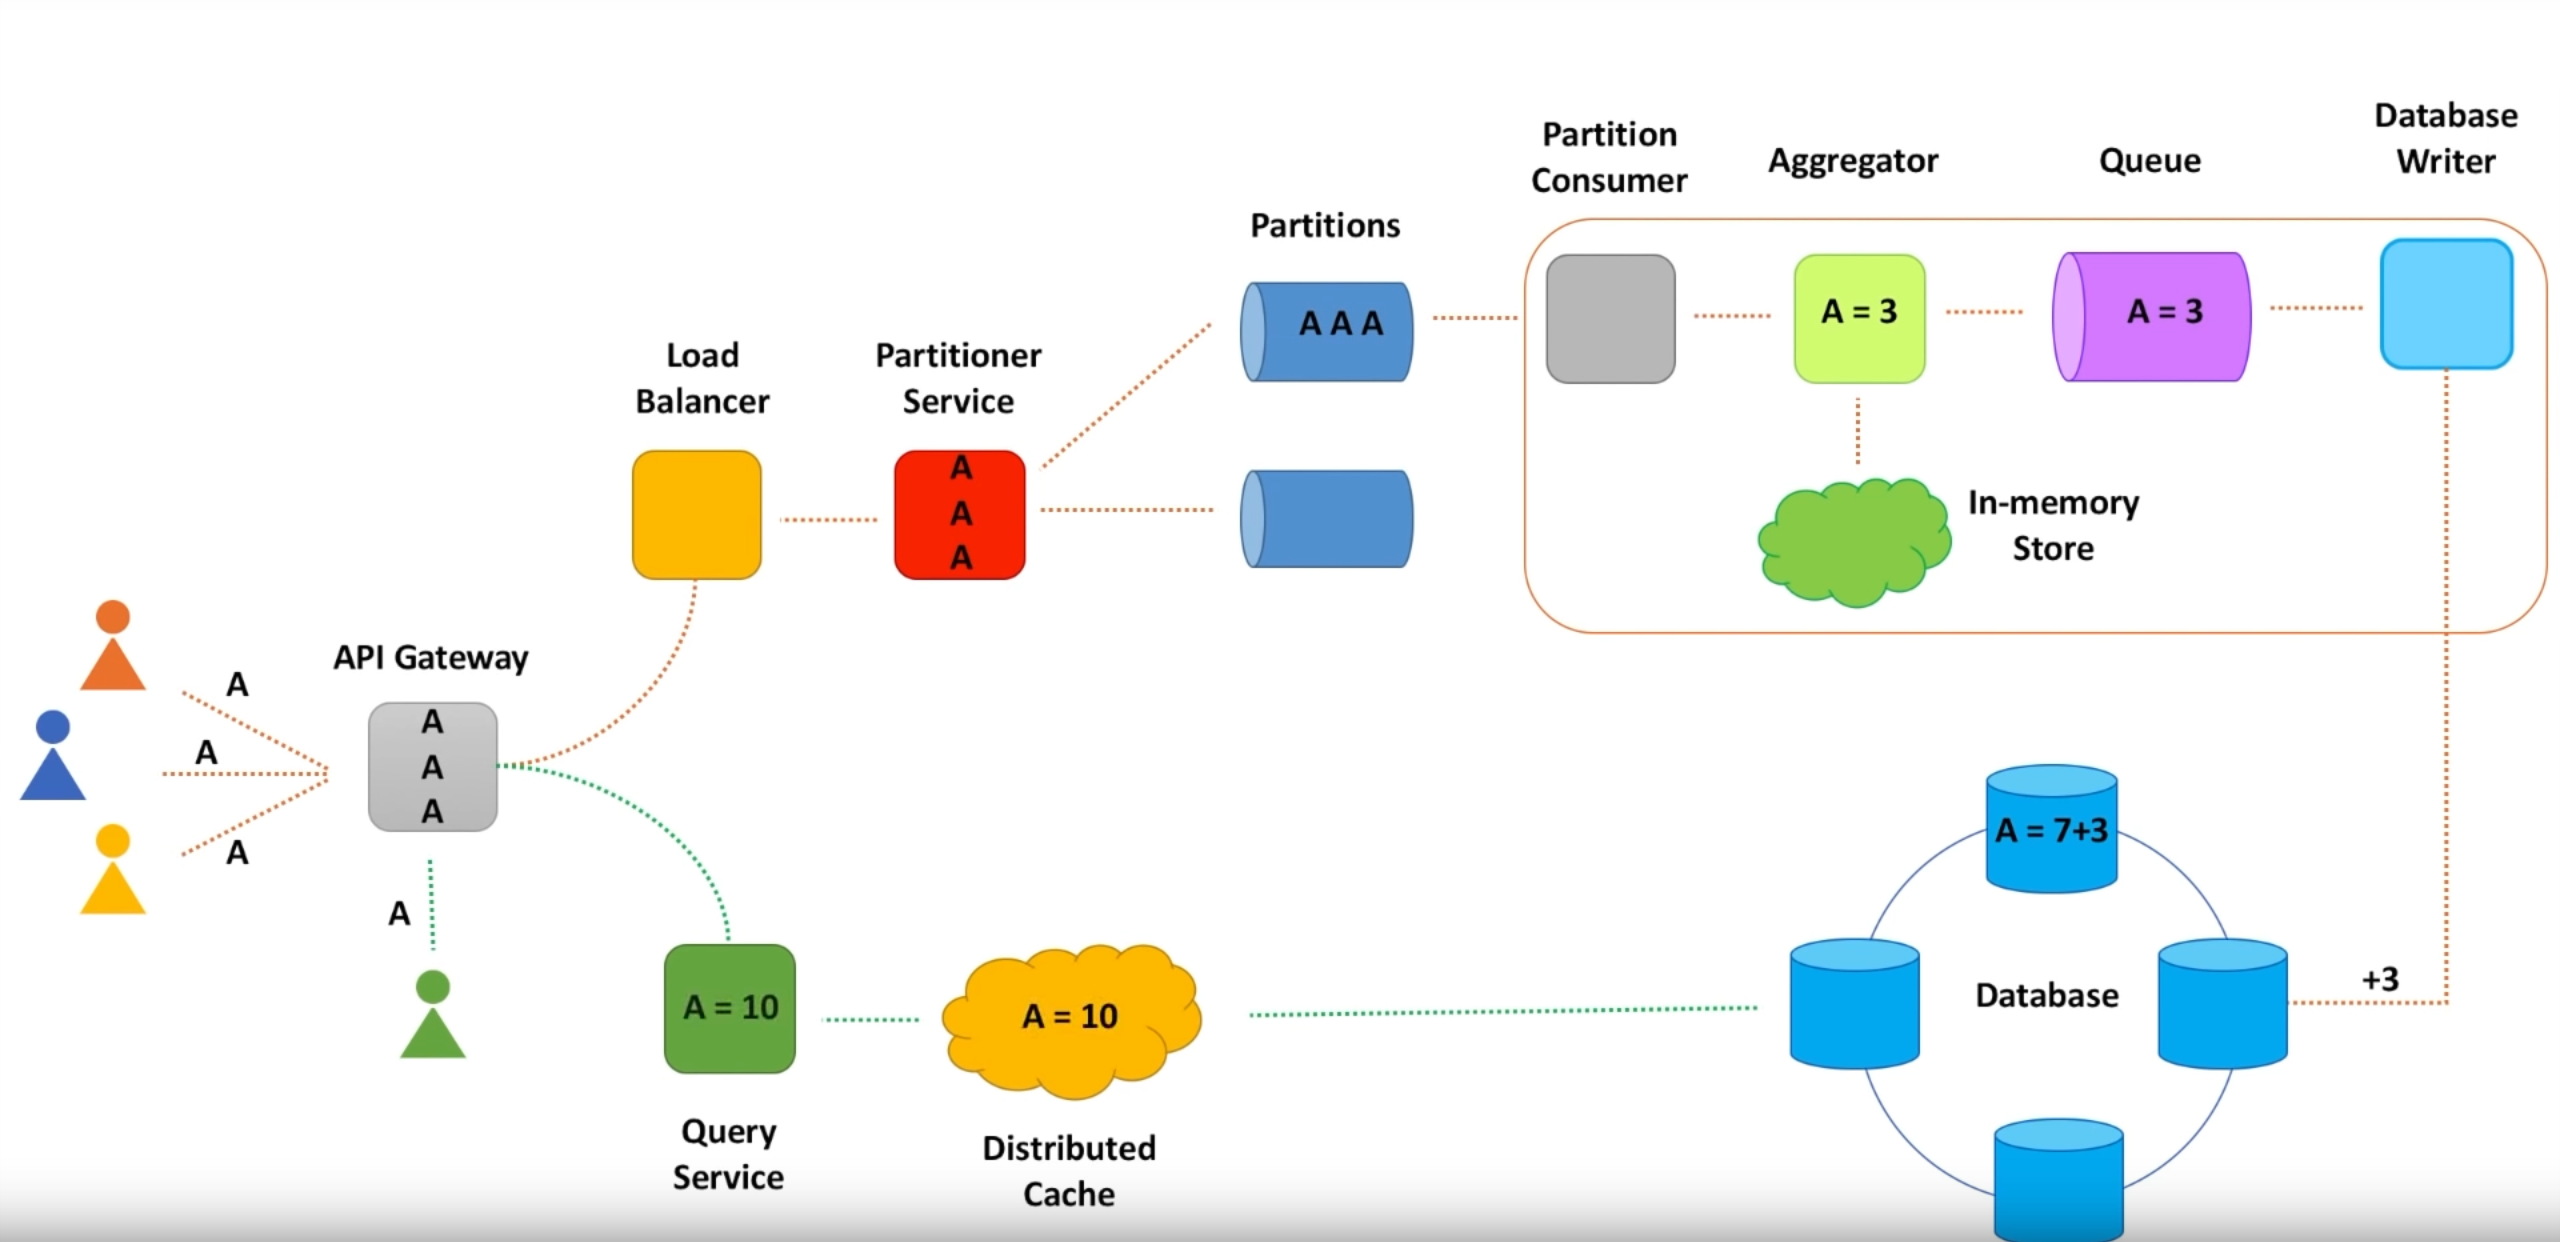 Database
Writer
Partition
Consumer
Aggregator
Queue
Partitions
A = 3
A = 3
A A A
Load
Balancer
Partitioner
Service
A
A
A
In-memory
Store
API Gateway
A
A
A
A
A
A
A
A = 7+3
Database
+3
A = 10
A = 10
Query
Service
Distributed
Cache